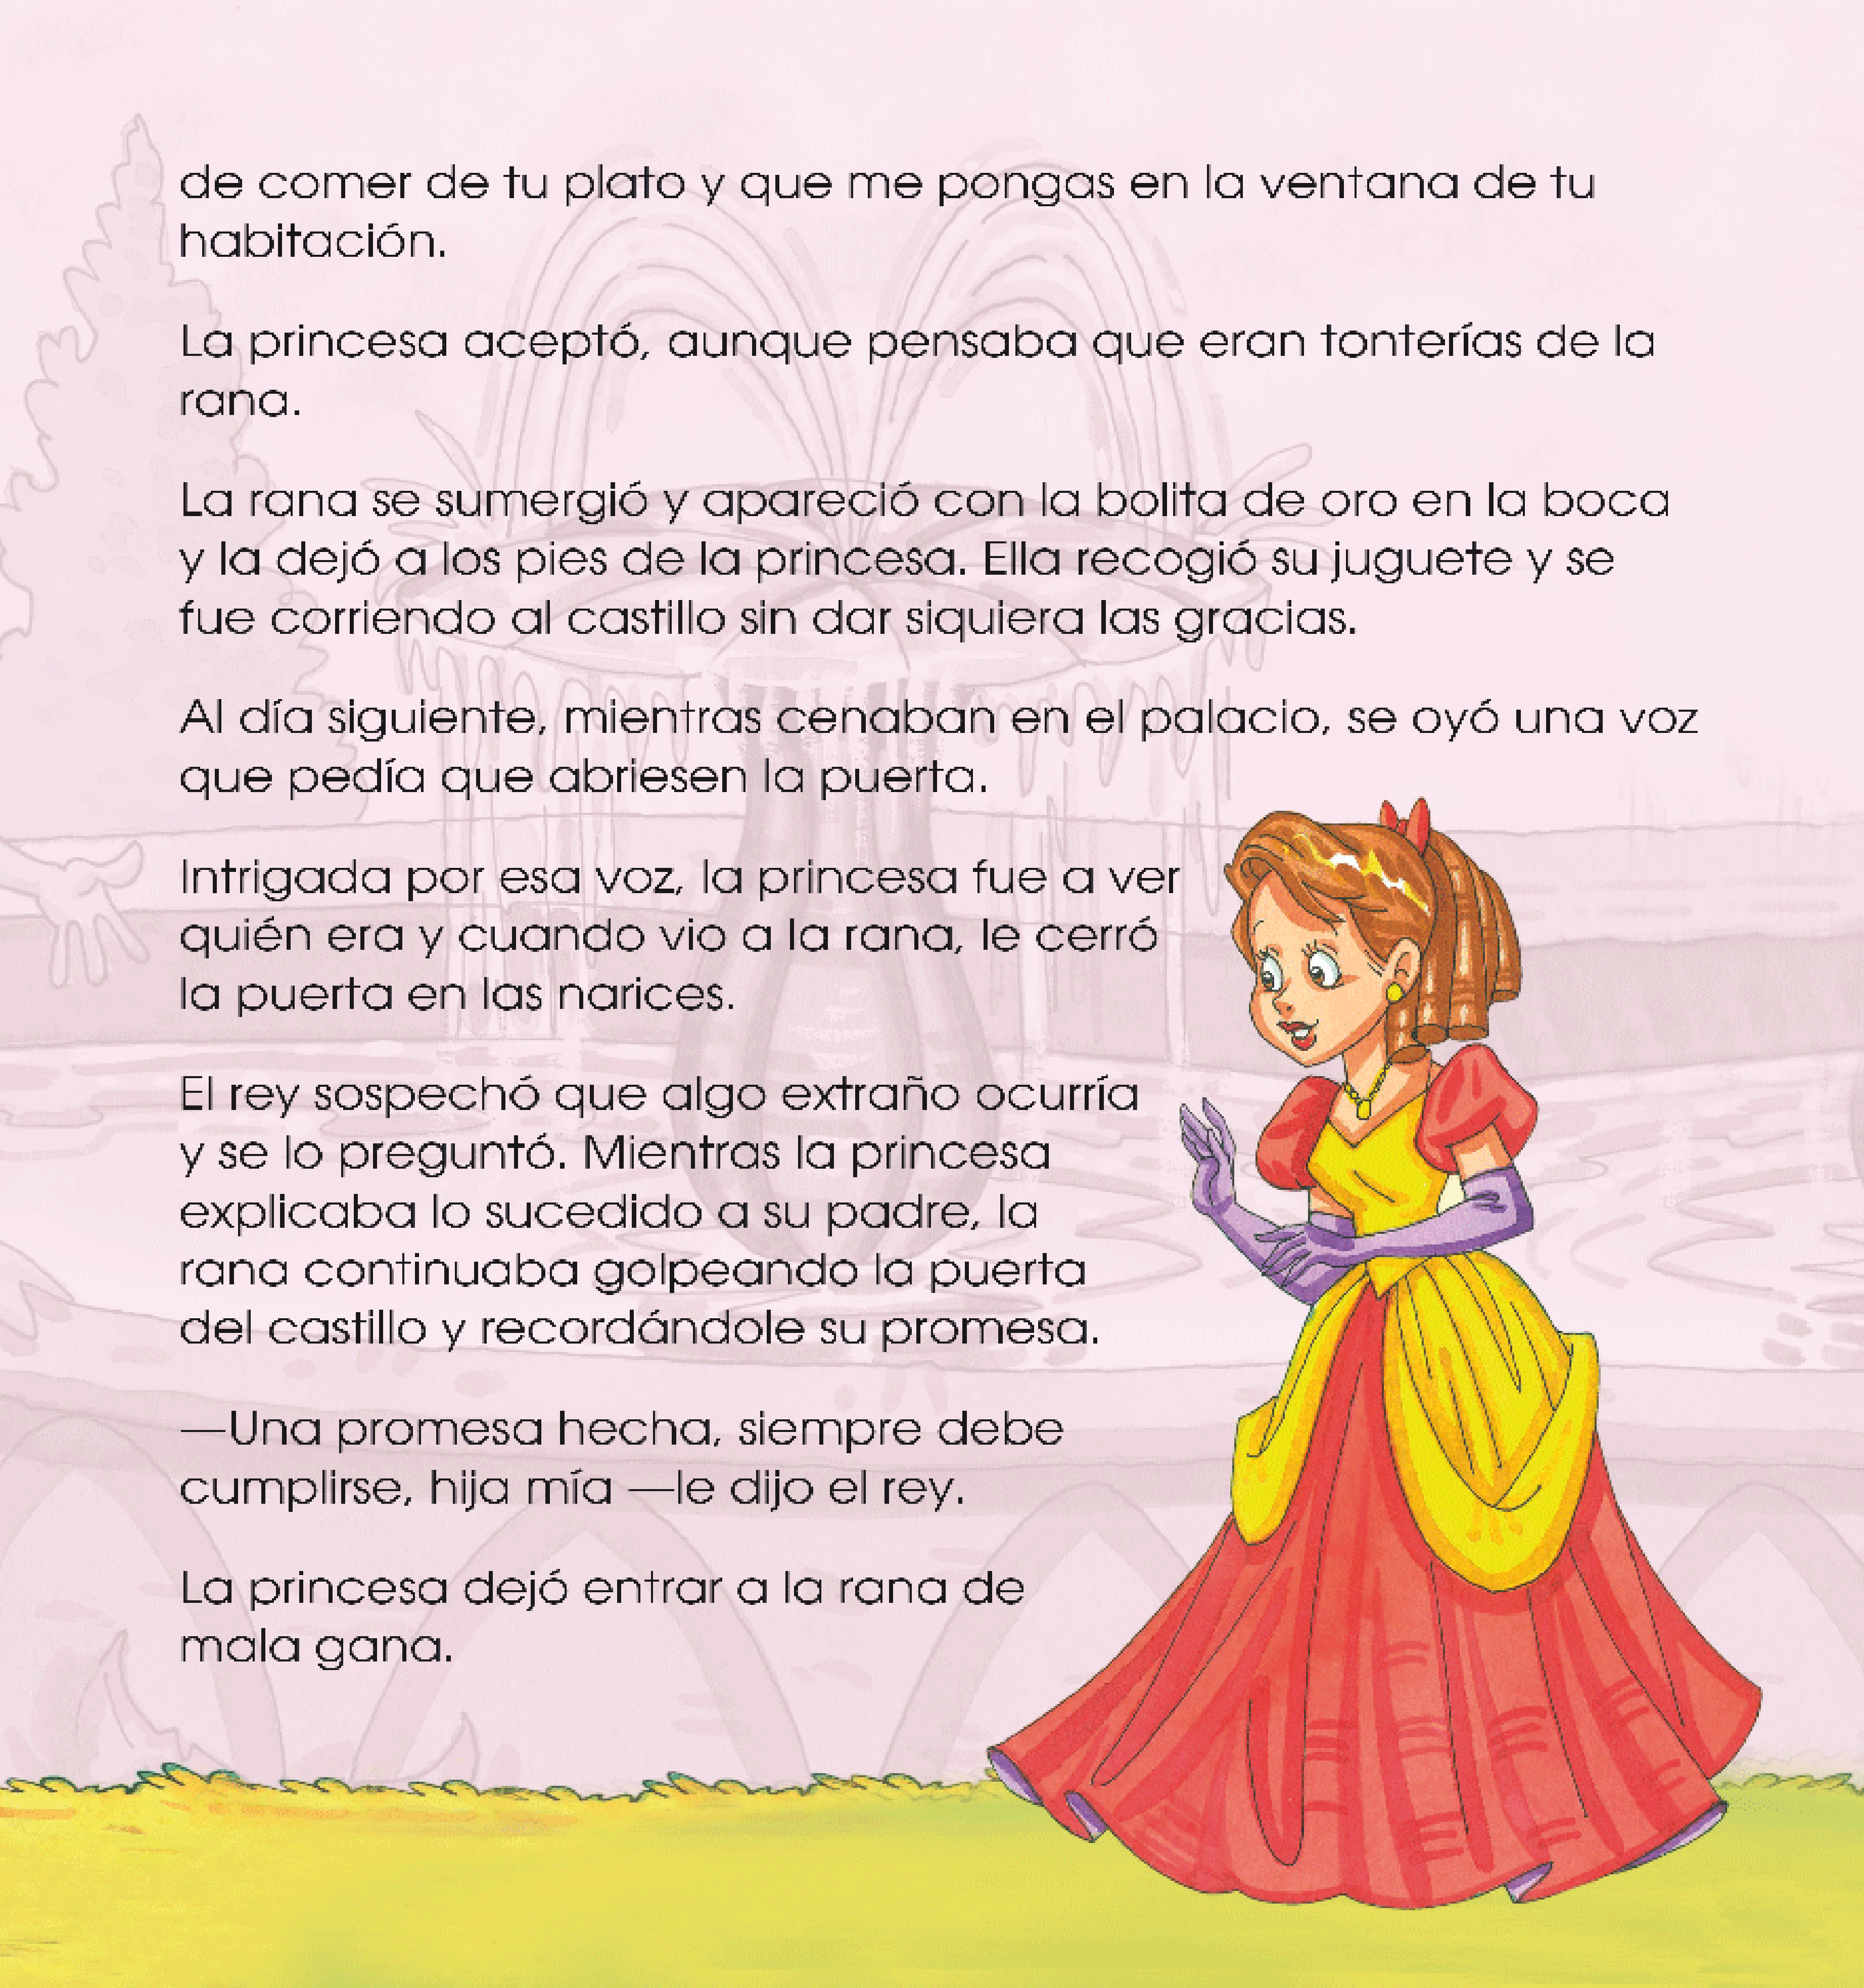 de comer de tu plato y que me pongas en la ventana de tu
habitación.
La princesa aceptó, aunque pensaba que eran tonterías de la
rana.
La rana se sumergió y apareció con la bolita de oro en la boca
y la dejó a los pies de la princesa. Ella recogió su juguete y se
fue corriendo al castillo sin dar siquiera las gracias.
Al día siguiente, mientras cenaban en el palacio, se oyó una voz
que pedía que abriesen la puerta.
Intrigada por esa voz, la princesa fue a ver
quién era y cuando vio a la rana, le cerró
la puerta en las narices.
El rey sospechó que algo extraño ocurría
y se lo preguntó. Mientras la princesa
explicaba lo sucedido a su padre, la
rana continuaba golpeando la puerta
del castillo y recordándole su promesa.
—Una promesa hecha, siempre debe
cumplirse, hija mía —le dijo el rey.
La princesa dejó entrar a la rana de
mala gana.